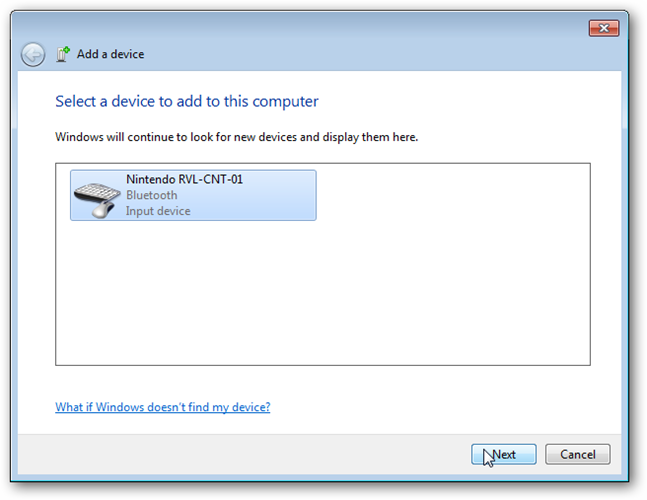 Add a device
Select a device to add to this computer
Windows will continue to look for new devices and display them here.
Nintendo RVL-CNT-01
Bluetooth
Input device
What if Windows doesn't find my device?
Next Cancel